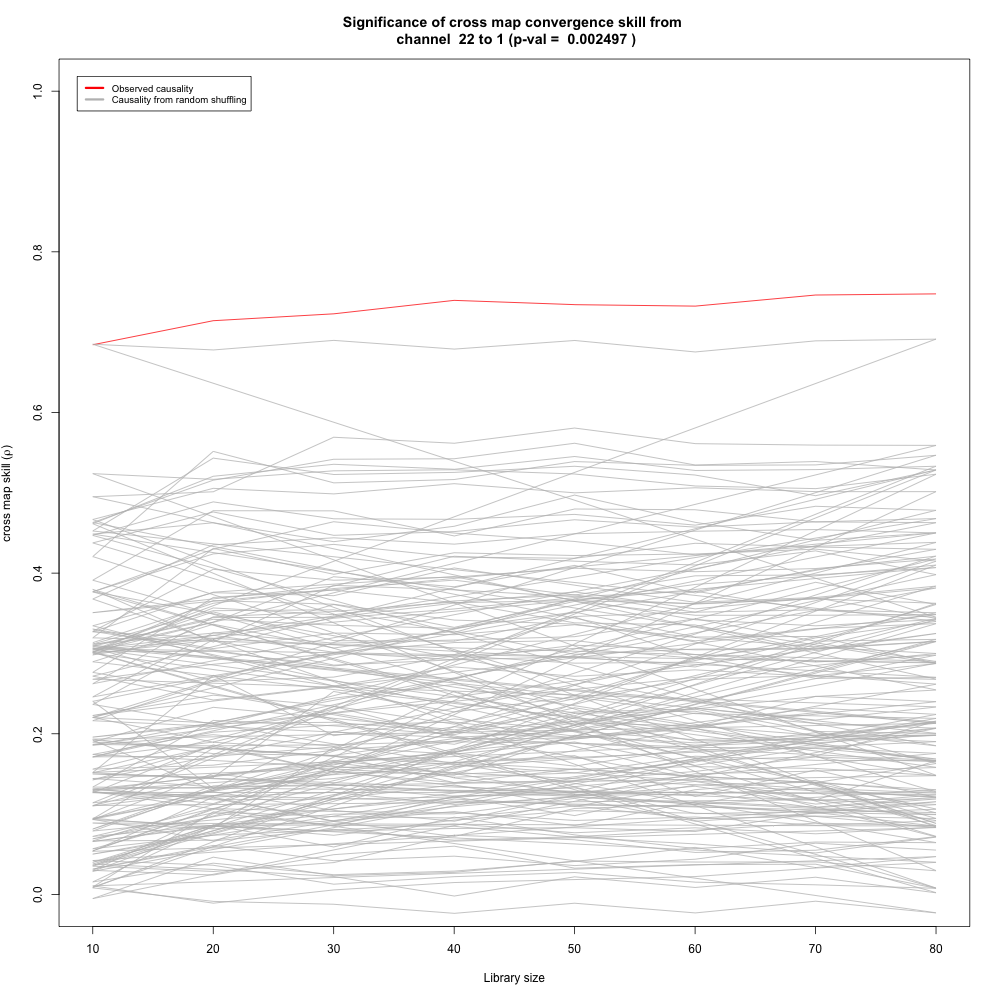 Significance of cross map convergence skill from
channel  22 to 1 (p-val =  0.002497 )
Observed causality
Causality from random shuffling
1.0
0.8
0.6
0.4
0.2
0.0
cross map skill (ρ)
10 20 30 40 50 60 70 80
Library size